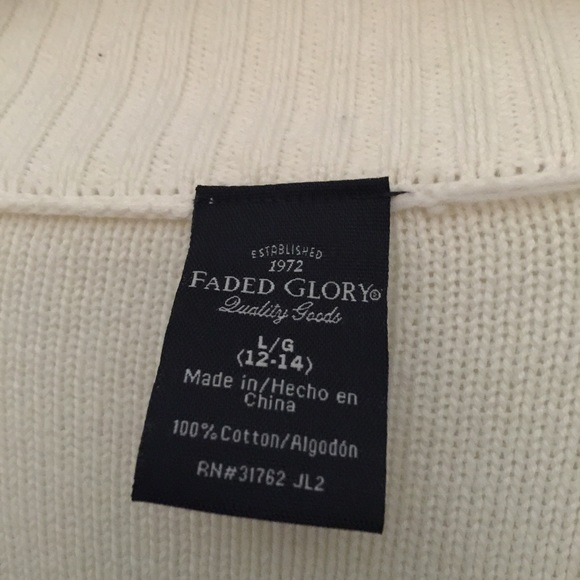 ESTABLISHED
1972
FADED GLORY®
Quality Goods
L/G
(12-14)
Made in/Hecho en
China
100% Cotton/Algodón
RN#31762 JL2